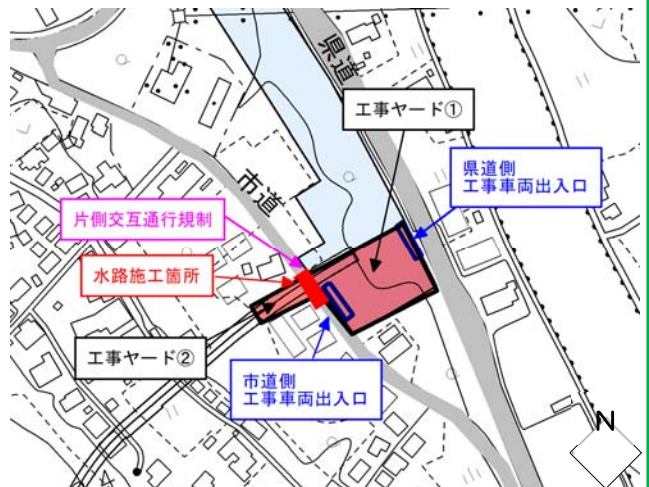 県道
工事ヤード①
市道
県道側
工事車両出入口
片側交互通行規制
水路施工箇所
工事ヤード②
市道側
工事車両出入口
N